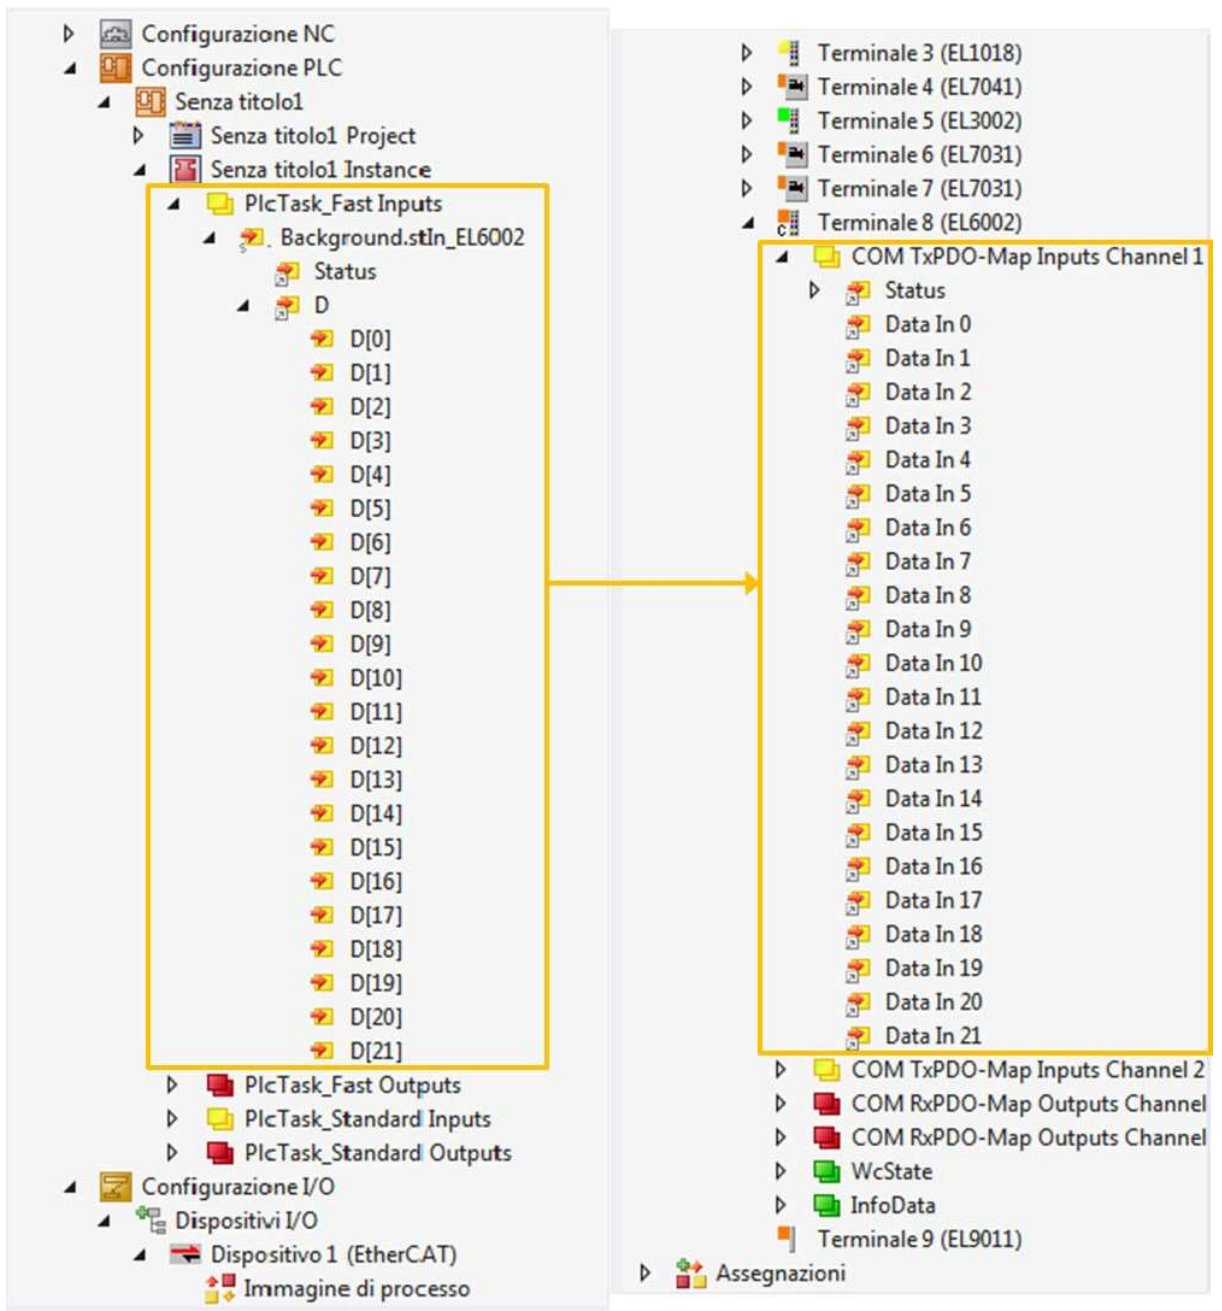 Configurazione NC
Configurazione PLC
Senza titolo1
Senza titolo1 Project
Senza titolo1 Instance
PlcTask_Fast Inputs
Background.stIn_EL6002
Status
D
D[0]
D[1]
D[2]
D[3]
D[4]
D[5]
D[6]
D[7]
D[8]
D[9]
D[10]
D[11]
D[12]
D[13]
D[14]
D[15]
D[16]
D[17]
D[18]
D[19]
D[20]
D[21]
PlcTask_Fast Outputs
PlcTask_Standard Inputs
PlcTask_Standard Outputs
Configurazione I/O
Dispositivi I/O
Dispositivo 1 (EtherCAT)
Immagine di processo
Terminale 3 (EL1018)
Terminale 4 (EL7041)
Terminale 5 (EL3002)
Terminale 6 (EL7031)
Terminale 7 (EL7031)
Terminale 8 (EL6002)
COM TxPDO-Map Inputs Channel 1
Status
Data In 0
Data In 1
Data In 2
Data In 3
Data In 4
Data In 5
Data In 6
Data In 7
Data In 8
Data In 9
Data In 10
Data In 11
Data In 12
Data In 13
Data In 14
Data In 15
Data In 16
Data In 17
Data In 18
Data In 19
Data In 20
Data In 21
COM TxPDO-Map Inputs Channel 2
COM RxPDO-Map Outputs Channel
COM RxPDO-Map Outputs Channel
WcState
InfoData
Terminale 9 (EL9011)
Assegnazioni